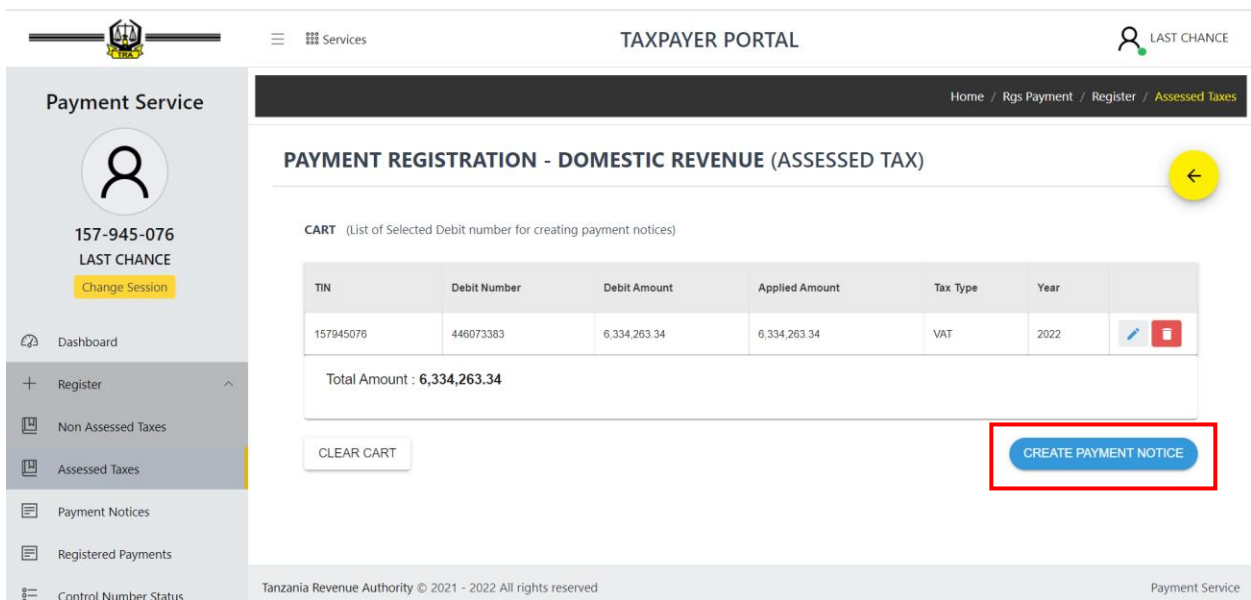 TRA
Services
TAXPAYER PORTAL
LAST CHANCE
Payment Service
157-945-076
LAST CHANCE
Change Session
Dashboard
Register
Non Assessed Taxes
Assessed Taxes
Payment Notices
Registered Payments
Control Number Status
Home / Rgs Payment / Register / Assessed Taxes
PAYMENT REGISTRATION - DOMESTIC REVENUE (ASSESSED TAX)
CART (List of Selected Debit number for creating payment notices)
TIN Debit Number Debit Amount Applied Amount Tax Type Year
157945076 446073383 6,334,263.34 6,334,263.34 VAT 2022
Total Amount : 6,334,263.34
CLEAR CART
CREATE PAYMENT NOTICE
Tanzania Revenue Authority © 2021 - 2022 All rights reserved
Payment Service